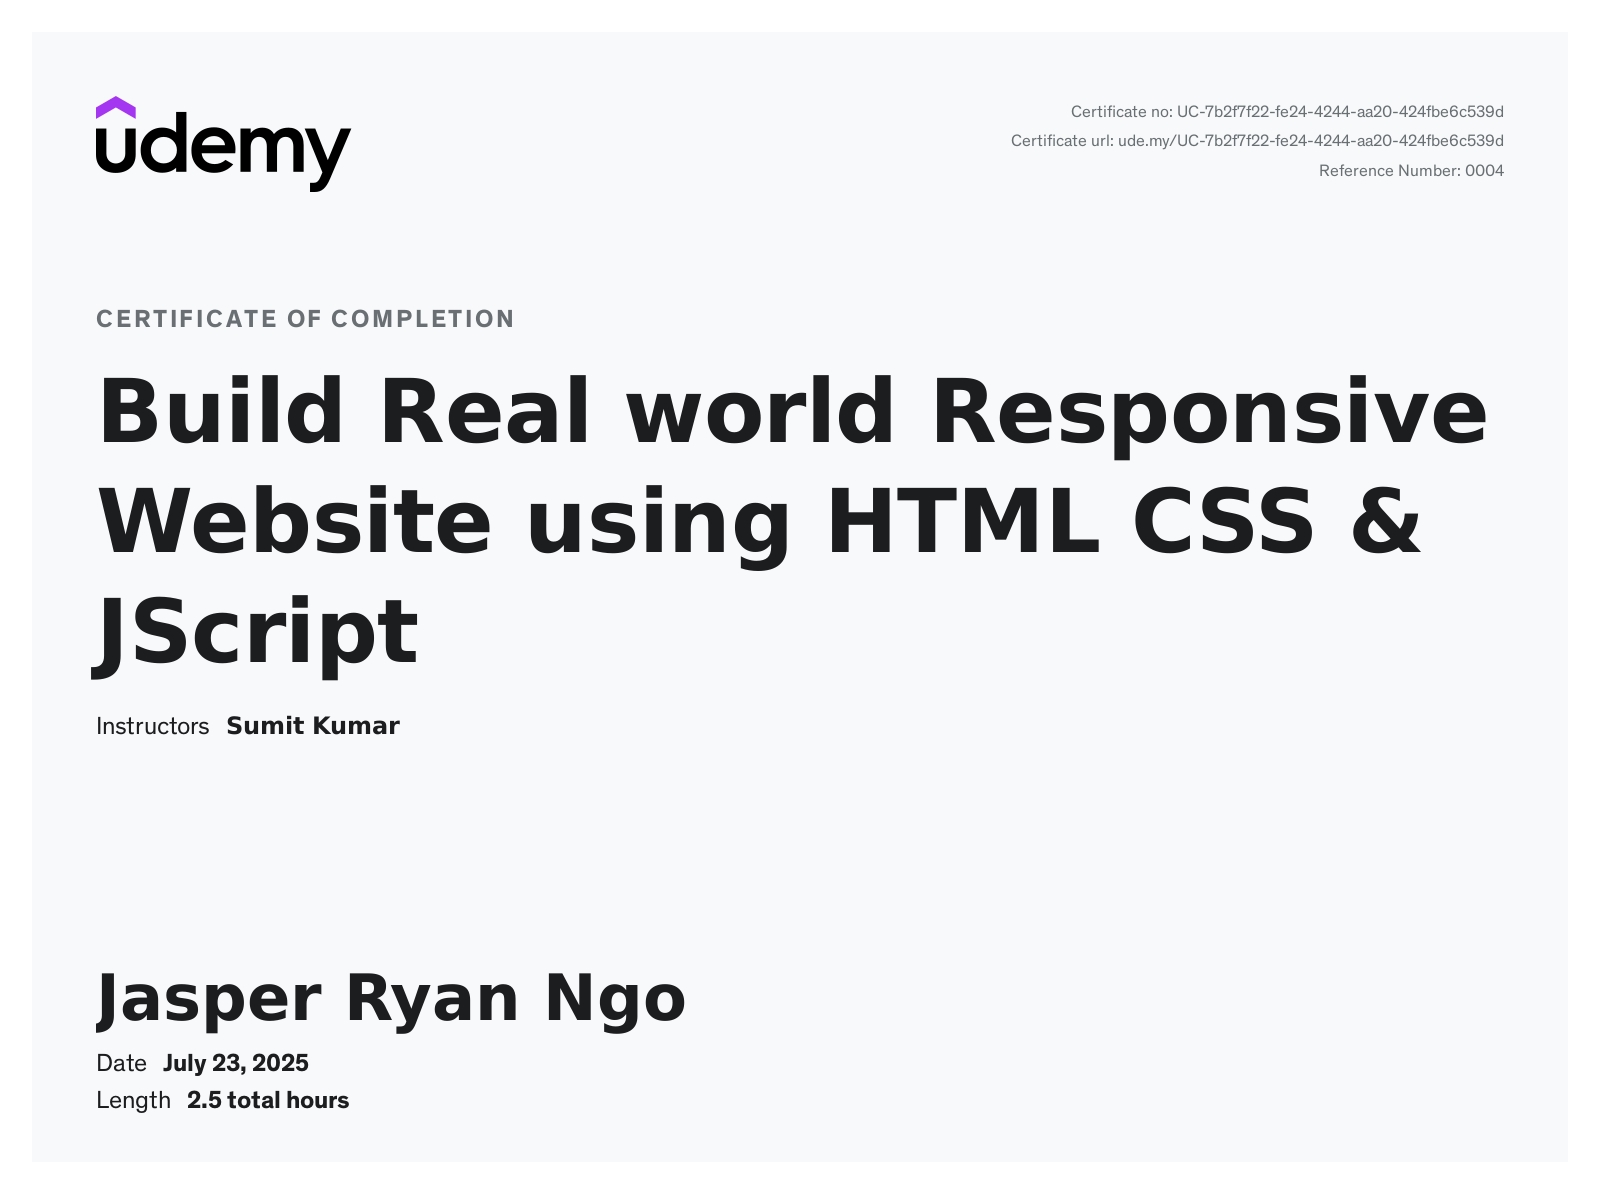 udemy
Certificate no: UC-7b2f7f22-fe24-4244-aa20-424fbe6c539d
Certificate url: ude.my/UC-7b2f7f22-fe24-4244-aa20-424fbe6c539d
Reference Number: 0004
CERTIFICATE OF COMPLETION
Build Real world Responsive
Website using HTML CSS &
JScript
Instructors Sumit Kumar
Jasper Ryan Ngo
Date July 23, 2025
Length 2.5 total hours